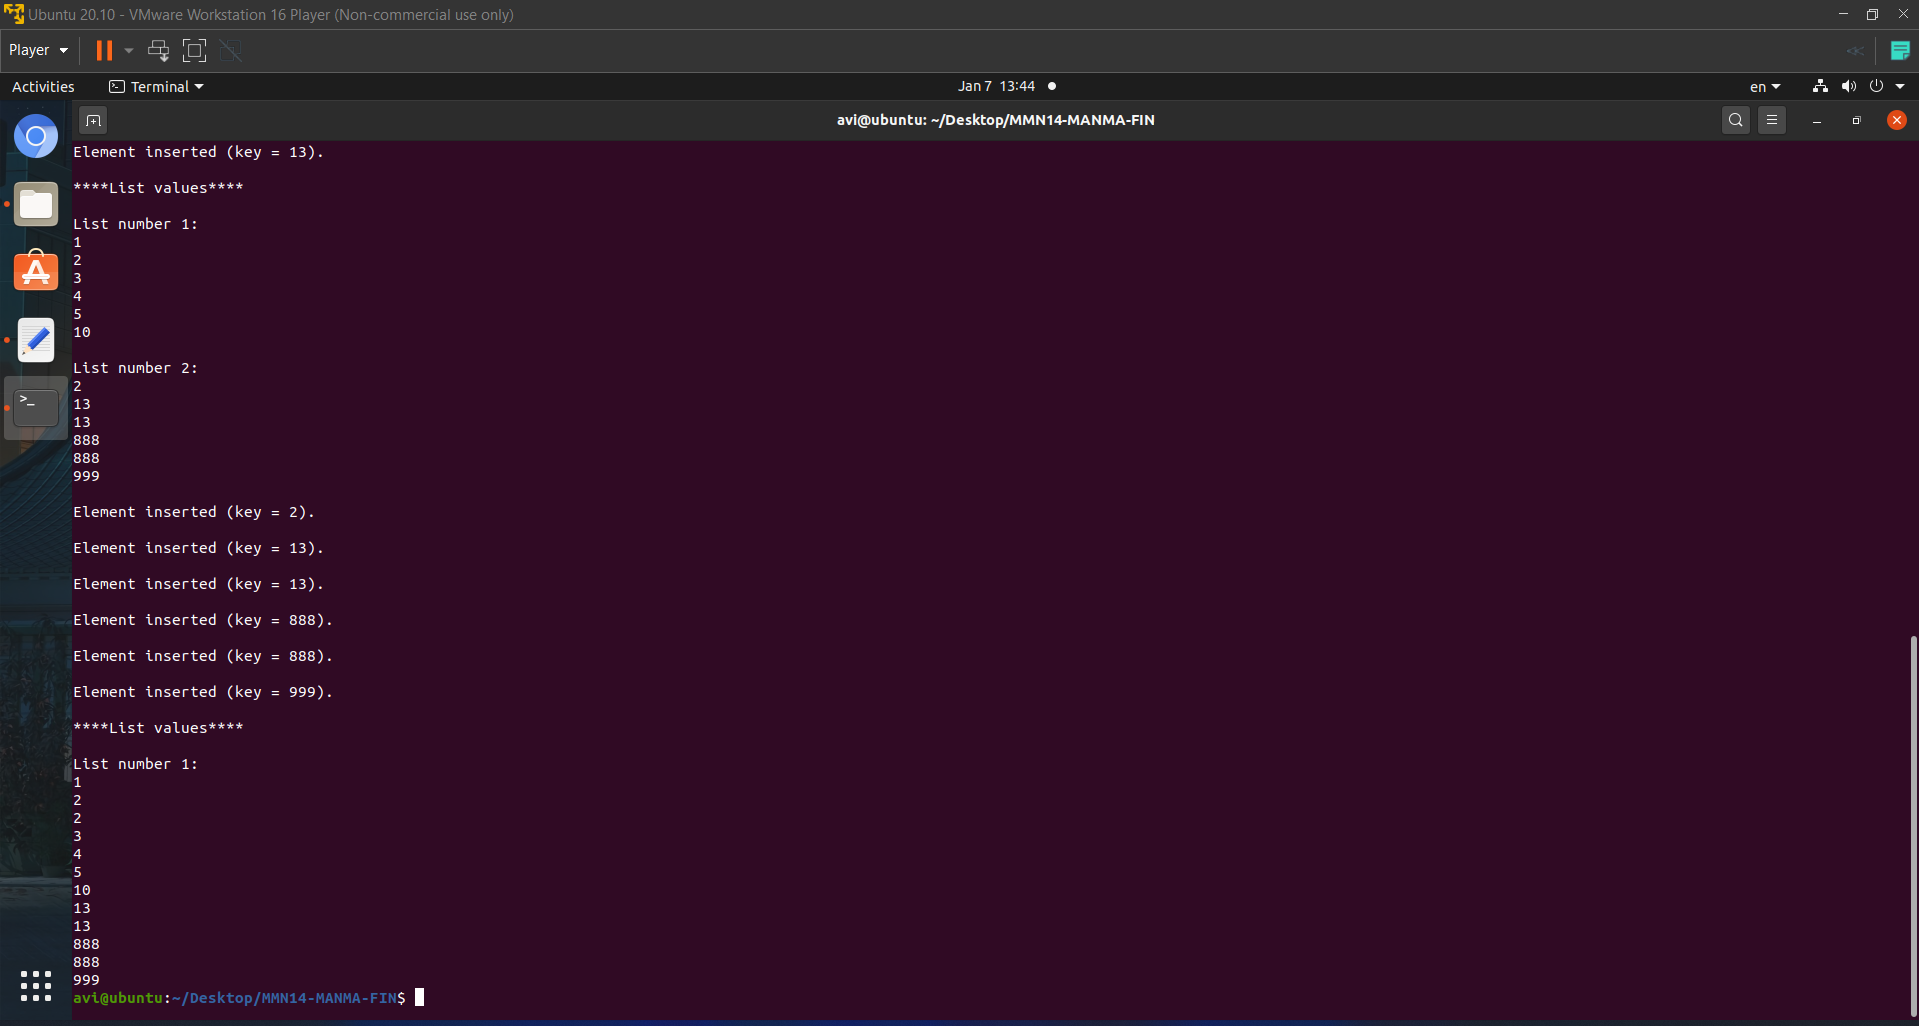 Ubuntu 20.10 - VMware Workstation 16 Player (Non-commercial use only)
Player
Activities Terminal Jan 7 13:44 en
avi@ubuntu: ~/Desktop/MMN14-MANMA-FIN
Element inserted (key = 13).
****List values****
List number 1:
1
2
3
4
5
10
List number 2:
2
13
13
888
888
999
Element inserted (key = 2).
Element inserted (key = 13).
Element inserted (key = 13).
Element inserted (key = 888).
Element inserted (key = 888).
Element inserted (key = 999).
****List values****
List number 1:
1
2
2
3
4
5
10
13
13
888
888
999
avi@ubuntu:~/Desktop/MMN14-MANMA-FIN$